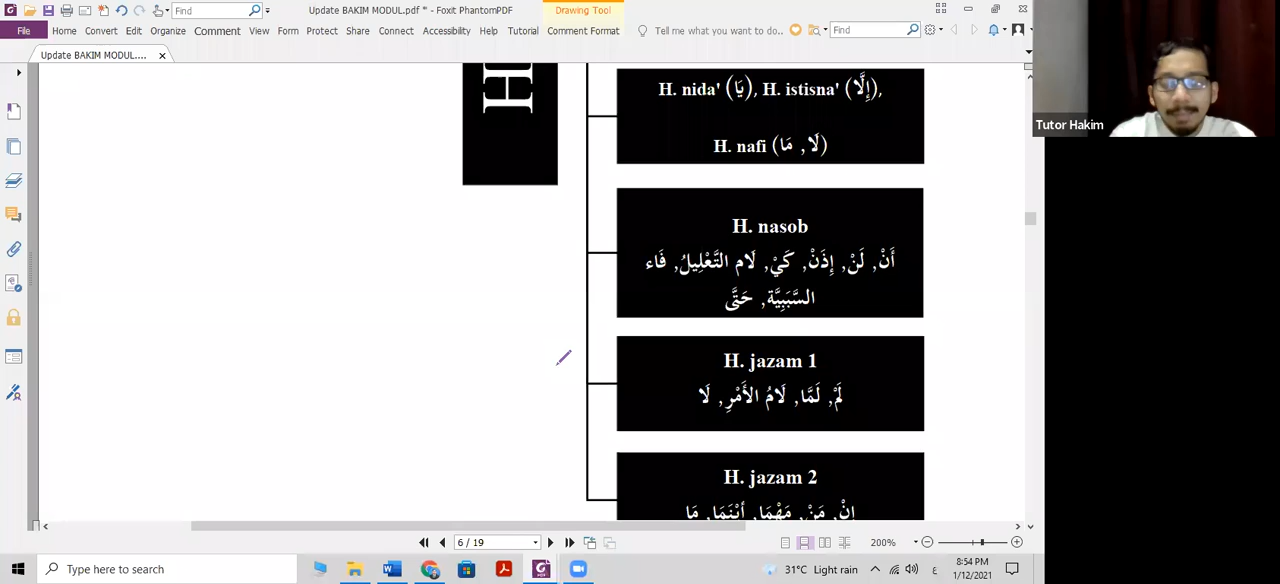 Find
Update BAKIM MODUL.pdf * - Foxit PhantomPDF
Drawing Tool
File
Home
Convert
Edit
Organize
Comment
View
Form
Protect
Share
Connect
Accessibility
Help
Tutorial
Comment Format
Tell me what you want to do..
Find
Update BAKIM MODUL....
Tutor Hakim
H
H. nida' (يَا), H. istisna' (إِلَّا),
H. nafi (لَا, مَا)
H. nasob
أَنْ, لَنْ, إِذَنْ, كَيْ, لَام التَّعْلِيلُ, فَاء
السَّبَبِيَّة, حَتَّى
H. jazam 1
لَمْ, لَمَّا, لَامُ الأَمْرِ, لَا
H. jazam 2
إِنْ, مَنْ, مَهْمَا, أَيْنَمَا, مَا
6 / 19
200%
Type here to search
31°C Light rain
ع
8:54 PM
1/12/2021